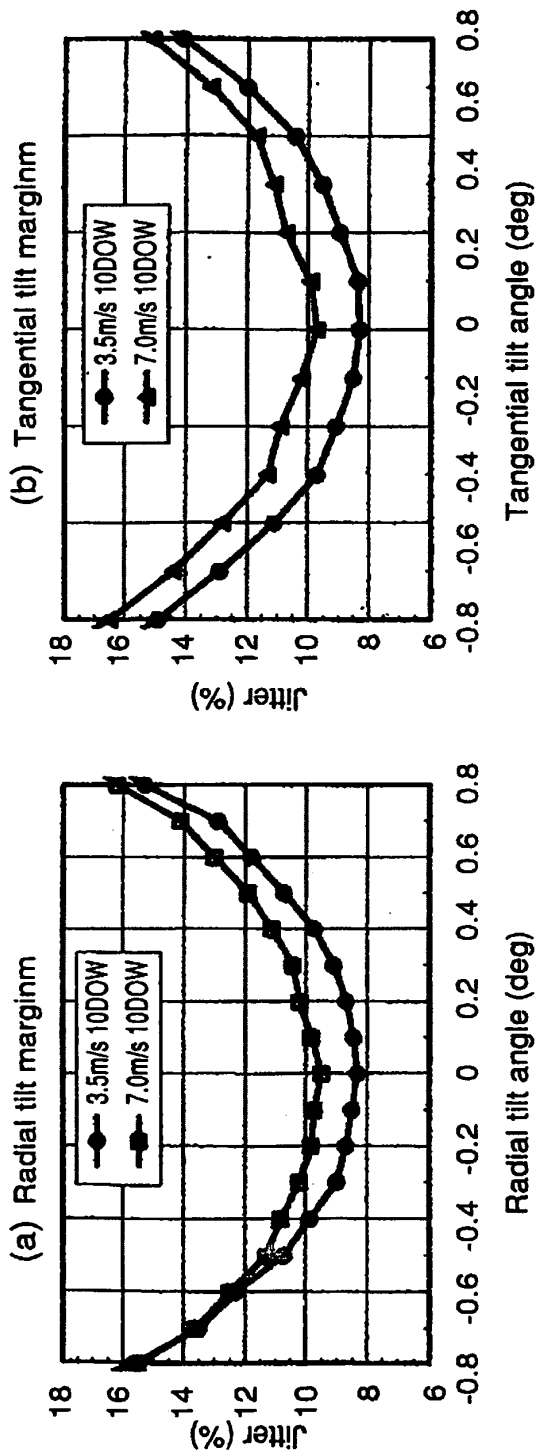 (a) Radial tilt marginm
3.5m/s 10DOW
7.0m/s 10DOW
Jitter (%)
18
16
14
12
10
8
6
-0.8 -0.6 -0.4 -0.2 0 0.2 0.4 0.6 0.8
Radial tilt angle (deg)
(b) Tangential tilt marginm
3.5m/s 10DOW
7.0m/s 10DOW
Jitter (%)
18
16
14
12
10
8
6
-0.8 -0.6 -0.4 -0.2 0 0.2 0.4 0.6 0.8
Tangential tilt angle (deg)